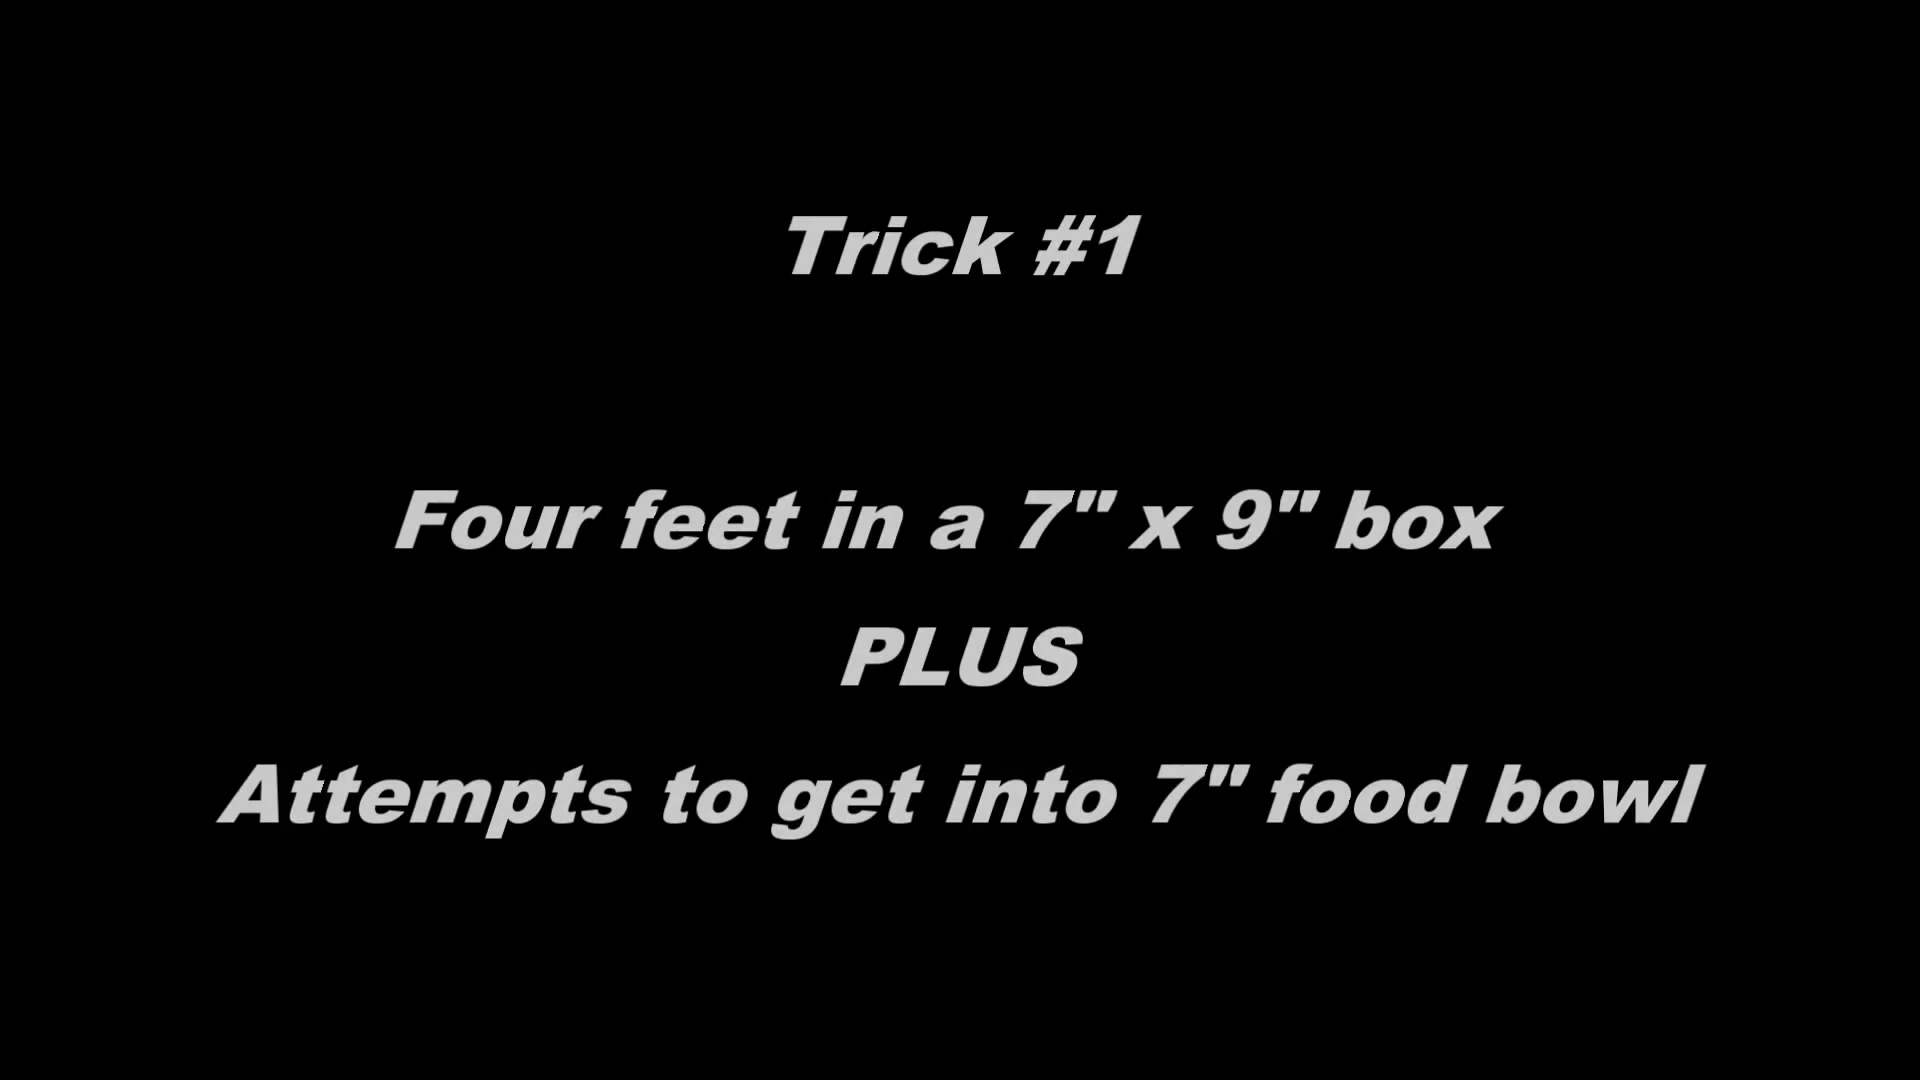 Trick #1
Four feet in a 7" x 9" box
PLUS
Attempts to get into 7" food bowl